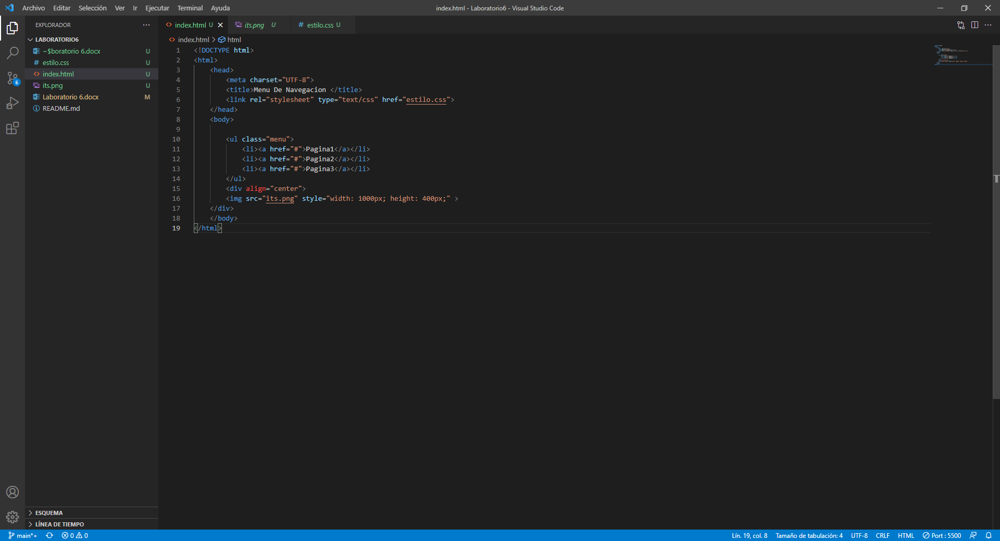 Archivo Editar Selección Ver Ir Ejecutar Terminal Ayuda index.html - Laboratorio6 - Visual Studio Code
EXPLORADOR
LABORATORIO6
~$boratorio 6.docx U
estilo.css U
index.html U
its.png U
Laboratorio 6.docx M
README.md
6
index.html U its.png U estilo.css U
index.html > html
1 <!DOCTYPE html>
2 <html>
3 <head>
4 <meta charset="UTF-8">
5 <title>Menu De Navegacion </title>
6 <link rel="stylesheet" type="text/css" href="estilo.css">
7 </head>
8 <body>
9
10 <ul class="menu">
11 <li><a href="#">Pagina1</a></li>
12 <li><a href="#">Pagina2</a></li>
13 <li><a href="#">Pagina3</a></li>
14 </ul>
15 <div align="center">
16 <img src="its.png" style="width: 1000px; height: 400px;" >
17 </div>
18 </body>
19 </html>
ESQUEMA
LÍNEA DE TIEMPO
main*+ 0 0 Lín. 19, col. 8 Tamaño de tabulación: 4 UTF-8 CRLF HTML Port : 5500